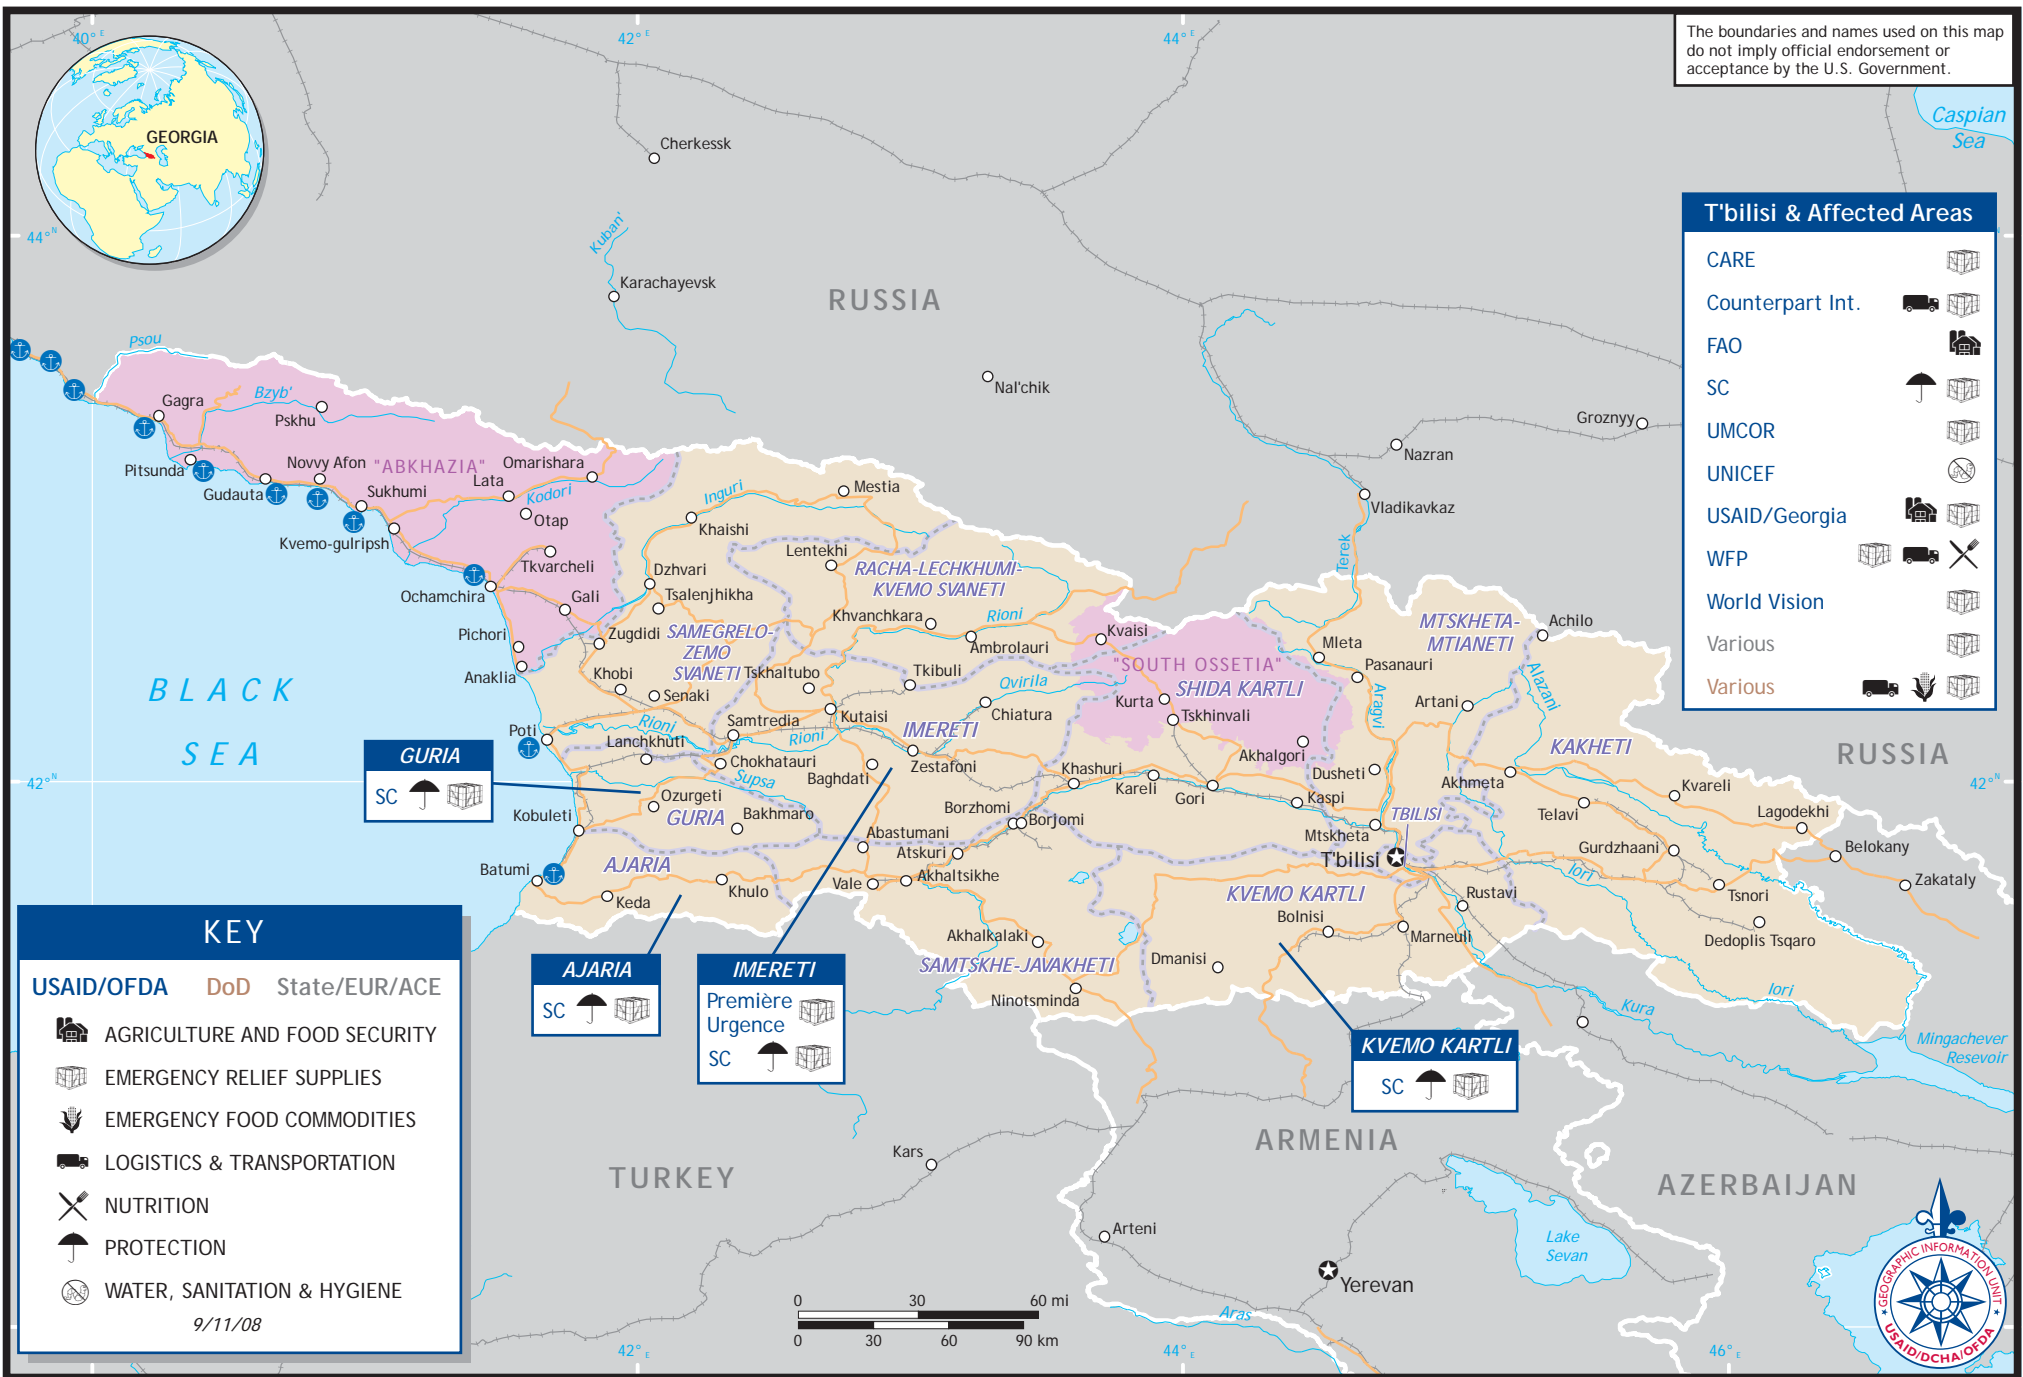 The boundaries and names used on this map
do not imply official endorsement or
acceptance by the U.S. Government.
40° E
42° E
44° E
GEORGIA
Caspian
Sea
Cherkessk
T'bilisi & Affected Areas
CARE
Counterpart Int.
FAO
SC
UMCOR
UNICEF
USAID/Georgia
WFP
World Vision
Various
Various
44° N
N
Kuban'
Karachayevsk
RUSSIA
Psou
Nal'chik
Gagra
Bzyb'
Pskhu
Groznyy
Nazran
Pitsunda
Novvy Afon
"ABKHAZIA"
Omarishara
Gudauta
Sukhumi
Lata
Kodori
Inguri
Mestia
Vladikavkaz
Otap
Khaishi
Kvemo-gulripsh
Tkvarcheli
Lentekhi
Terek
RACHA-LECHKHUMI-
KVEMO SVANETI
Dzhvari
Ochamchira
Gali
Tsalenjhikha
Khvanchkara
Rioni
MTSKHETA-
MTIANETI
Achilo
Pichori
Zugdidi
SAMEGRELO-
ZEMO
SVANETI
Ambrolauri
Kvaisi
Mleta
Anaklia
Khobi
Tskhaltubo
Tkibuli
"SOUTH OSSETIA"
Pasanauri
Alazani
BLACK
SEA
Senaki
Qvirila
SHIDA KARTLI
Aragvi
Artani
Kurta
Tskhinvali
Poti
Rioni
Samtredia
Kutaisi
Chiatura
IMERETI
Rioni
Lanchkhuti
Akhalgori
KAKHETI
RUSSIA
GURIA
SC
Chokhatauri
Supsa
Baghdati
Zestafoni
Khashuri
Kareli
Gori
Dusheti
Akhmeta
42° N
42° N
Ozurgeti
GURIA
Bakhmaro
Borzhomi
Borjomi
Kaspi
TBILISI
Telavi
Kvareli
Lagodekhi
Kobuleti
Abastumani
Mtskheta
Batumi
AJARIA
Atskuri
T'bilisi
Gurdzhaani
Belokany
Khulo
Vale
Akhaltsikhe
Iori
Keda
KVEMO KARTLI
Rustavi
Tsnori
Zakataly
Bolnisi
Akhalkalaki
Marneuli
Dedoplis Tsqaro
SAMTSKHE-JAVAKHETI
Dmanisi
Ninotsminda
Iori
Kura
Mingachever
Resevoir
AJARIA
SC
IMERETI
Première
Urgence
SC
KVEMO KARTLI
SC
KEY
USAID/OFDA DoD State/EUR/ACE
AGRICULTURE AND FOOD SECURITY
EMERGENCY RELIEF SUPPLIES
EMERGENCY FOOD COMMODITIES
LOGISTICS & TRANSPORTATION
NUTRITION
PROTECTION
WATER, SANITATION & HYGIENE
9/11/08
Kars
TURKEY
ARMENIA
AZERBAIJAN
Arteni
Lake
Sevan
Yerevan
Aras
0 30 60 mi
0 30 60 90 km
42° E
44° E
46° E
GEOGRAPHIC INFORMATION UNIT
USAID/DCHA/OFDA